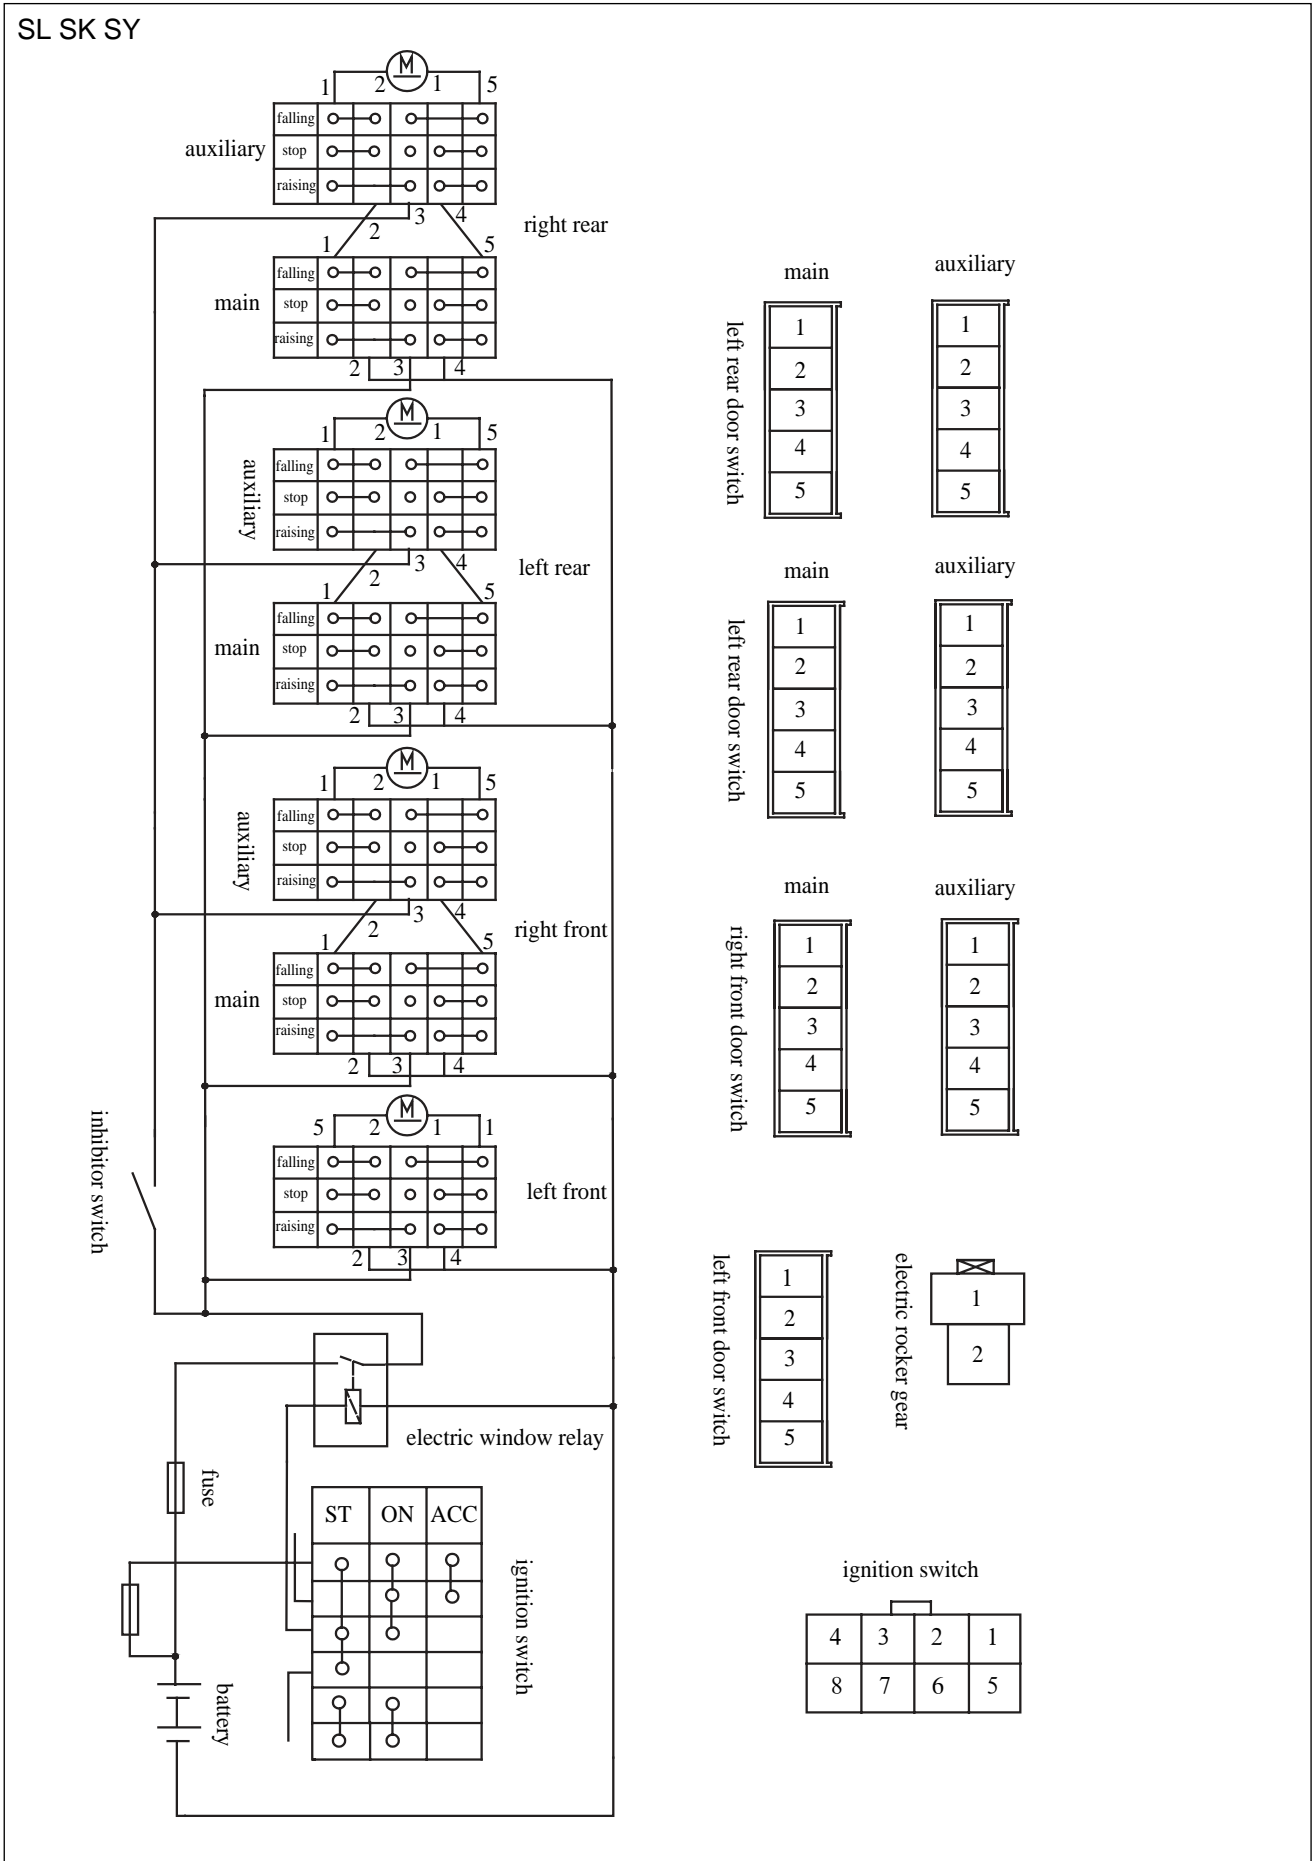 SL SK SY
M
1 2 1 5
falling
auxiliary stop
raising
2 3 4
right rear
1 5
falling
main stop
raising
2 3 4
M
1 2 1 5
falling
auxiliary stop
raising
2 3 4
left rear
1 5
falling
main stop
raising
2 3 4
M
1 2 1 5
falling
auxiliary stop
raising
2 3 4
right front
1 5
falling
main stop
raising
2 3 4
M
5 2 1 1
falling
stop left front
raising
2 3 4
inhibitor switch
electric window relay
fuse
ST ON ACC
ignition switch
battery
main auxiliary
left rear door switch
1 1
2 2
3 3
4 4
5 5
main auxiliary
left rear door switch
1 1
2 2
3 3
4 4
5 5
main auxiliary
right front door switch
1 1
2 2
3 3
4 4
5 5
left front door switch
1
2
3
4
5
electric rocker gear
1
2
ignition switch
4 3 2 1
8 7 6 5